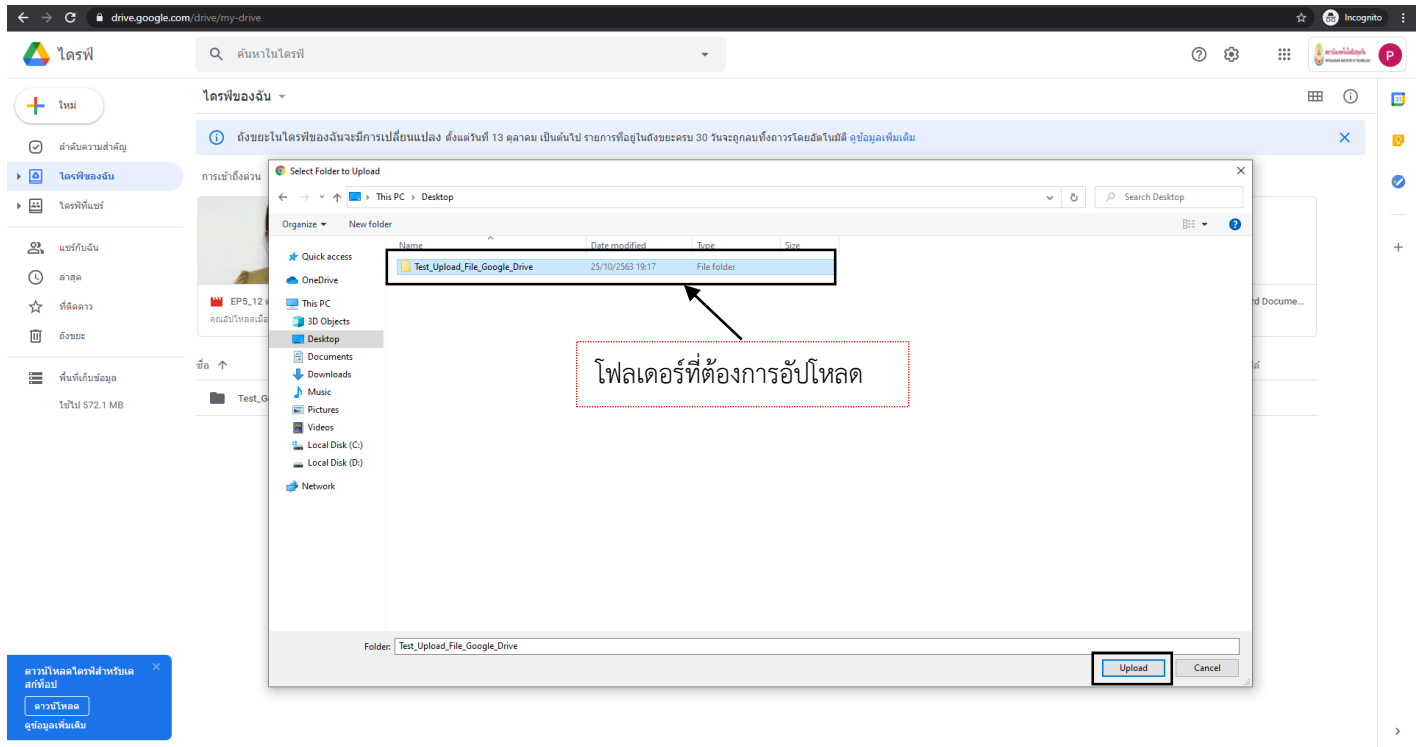 drive.google.com/drive/my-drive
Incognito
ไดรฟ์
ค้นหาในไดรฟ์
P
ใหม่
ไดรฟ์ของฉัน
ถังขยะในไดรฟ์ของฉันจะมีการเปลี่ยนแปลง ตั้งแต่วันที่ 13 ตุลาคม เป็นต้นไป รายการที่อยู่ในถังขยะครบ 30 วันจะถูกลบทิ้งถาวรโดยอัตโนมัติ ดูข้อมูลเพิ่มเติม
ลำดับความสำคัญ
ไดรฟ์ของฉัน
ไดรฟ์ที่แชร์
แชร์กับฉัน
ล่าสุด
ที่ติดดาว
ถังขยะ
พื้นที่เก็บข้อมูล
ใช้ไป 572.1 MB
การเข้าถึงด่วน
EP5_12
คุณอัปโหลดเมื่อ
rd Docume...
ชื่อ
Test_G
Select Folder to Upload
This PC
Desktop
Search Desktop
Organize
New folder
Name
Date modified
Type
Size
Test_Upload_File_Google_Drive
25/10/2563 19:17
File folder
Quick access
OneDrive
This PC
3D Objects
Desktop
Documents
Downloads
Music
Pictures
Videos
Local Disk (C:)
Local Disk (D:)
Network
โฟลเดอร์ที่ต้องการอัปโหลด
Folder:
Test_Upload_File_Google_Drive
Upload
Cancel
ดาวน์โหลดไดรฟ์สำหรับเด
สก์ท็อป
ดาวน์โหลด
ดูข้อมูลเพิ่มเติม